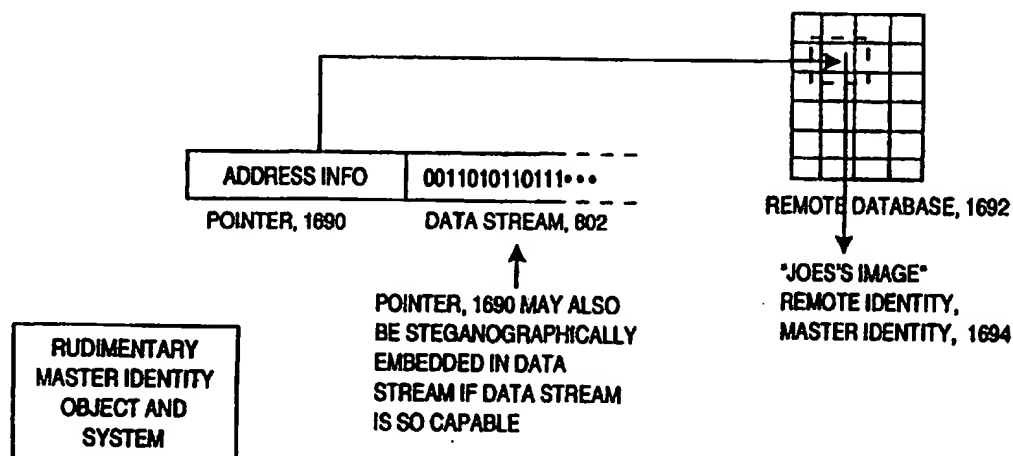 ADDRESS INFO
0011010110111•••
POINTER, 1690
DATA STREAM, 802
REMOTE DATABASE, 1692
"JOES'S IMAGE"
REMOTE IDENTITY,
MASTER IDENTITY, 1694
POINTER, 1690 MAY ALSO
BE STEGANOGRAPHICALLY
EMBEDDED IN DATA
STREAM IF DATA STREAM
IS SO CAPABLE
RUDIMENTARY
MASTER IDENTITY
OBJECT AND
SYSTEM